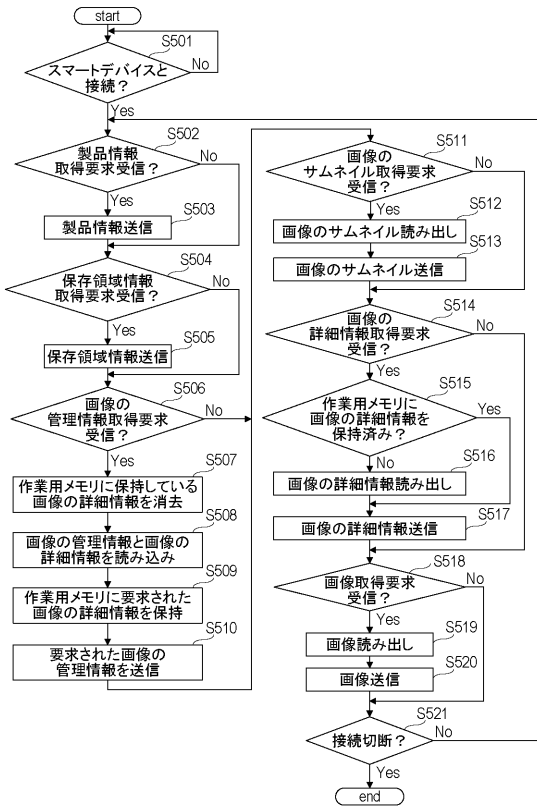 start
S501
スマートデバイスと
接続？
No
Yes
S502
製品情報
取得要求受信？
No
Yes
S503
製品情報送信
S504
保存領域情報
取得要求受信？
No
Yes
S505
保存領域情報送信
S506
画像の
管理情報取得要求
受信？
No
Yes
S507
作業用メモリに保持している
画像の詳細情報を消去
S508
画像の管理情報と画像の
詳細情報を読み込み
S509
作業用メモリに要求された
画像の詳細情報を保持
S510
要求された画像の
管理情報を送信
S511
画像の
サムネイル取得要求
受信？
No
Yes
S512
画像のサムネイル読み出し
S513
画像のサムネイル送信
S514
画像の
詳細情報取得要求
受信？
No
Yes
S515
作業用メモリに
画像の詳細情報を
保持済み？
Yes
No
S516
画像の詳細情報読み出し
S517
画像の詳細情報送信
S518
画像取得要求
受信？
No
Yes
S519
画像読み出し
S520
画像送信
S521
接続切断？
No
Yes
end